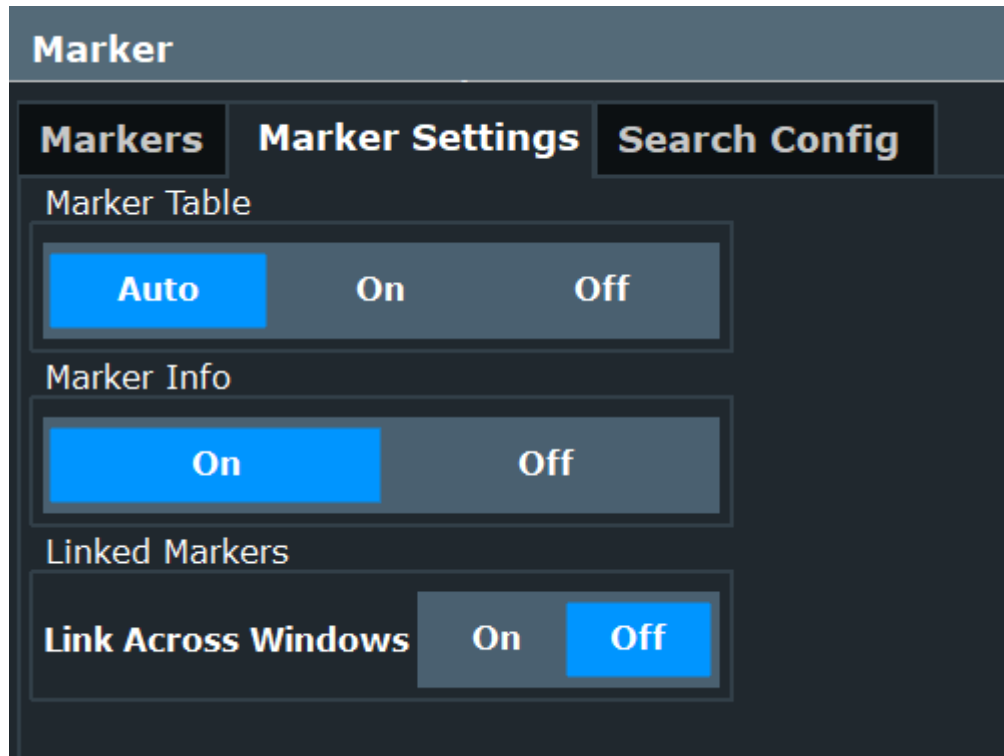 Marker
Markers Marker Settings Search Config
Marker Table
Auto On Off
Marker Info
On Off
Linked Markers
Link Across Windows On Off